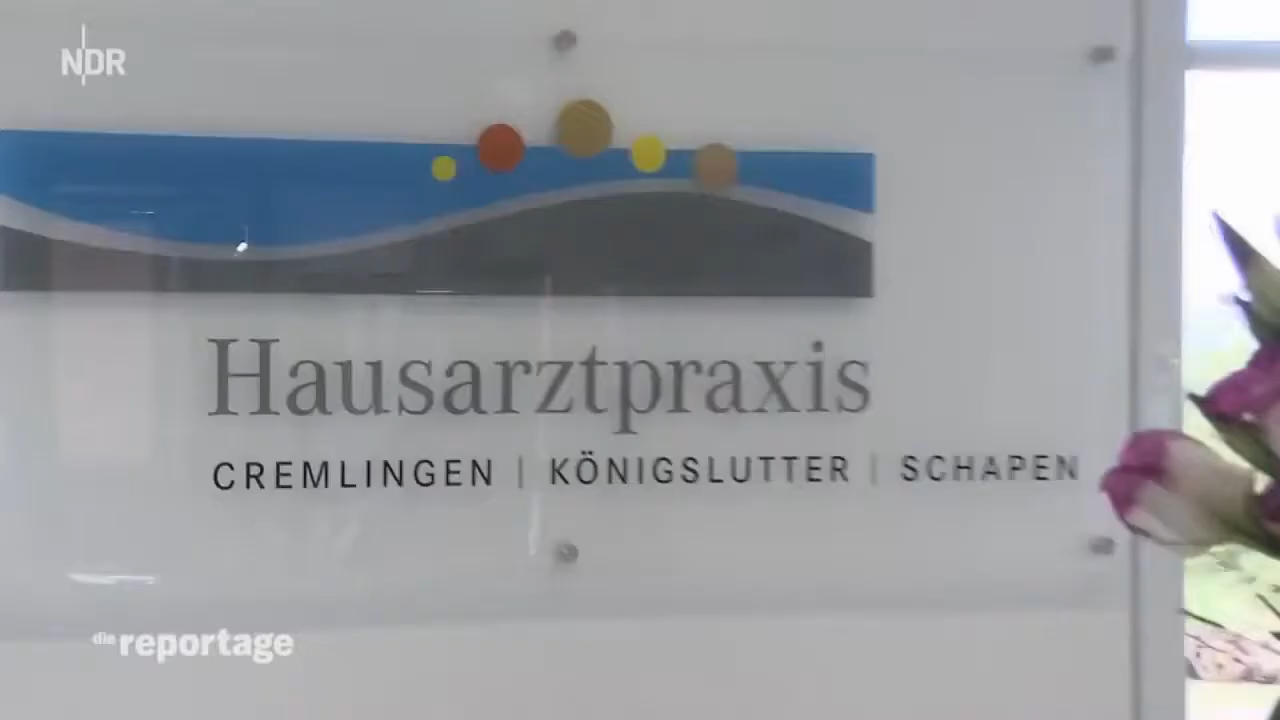 NDR
Hausarztpraxis
CREMLINGEN | KÖNIGSLUTTER | SCHAPEN
die reportage